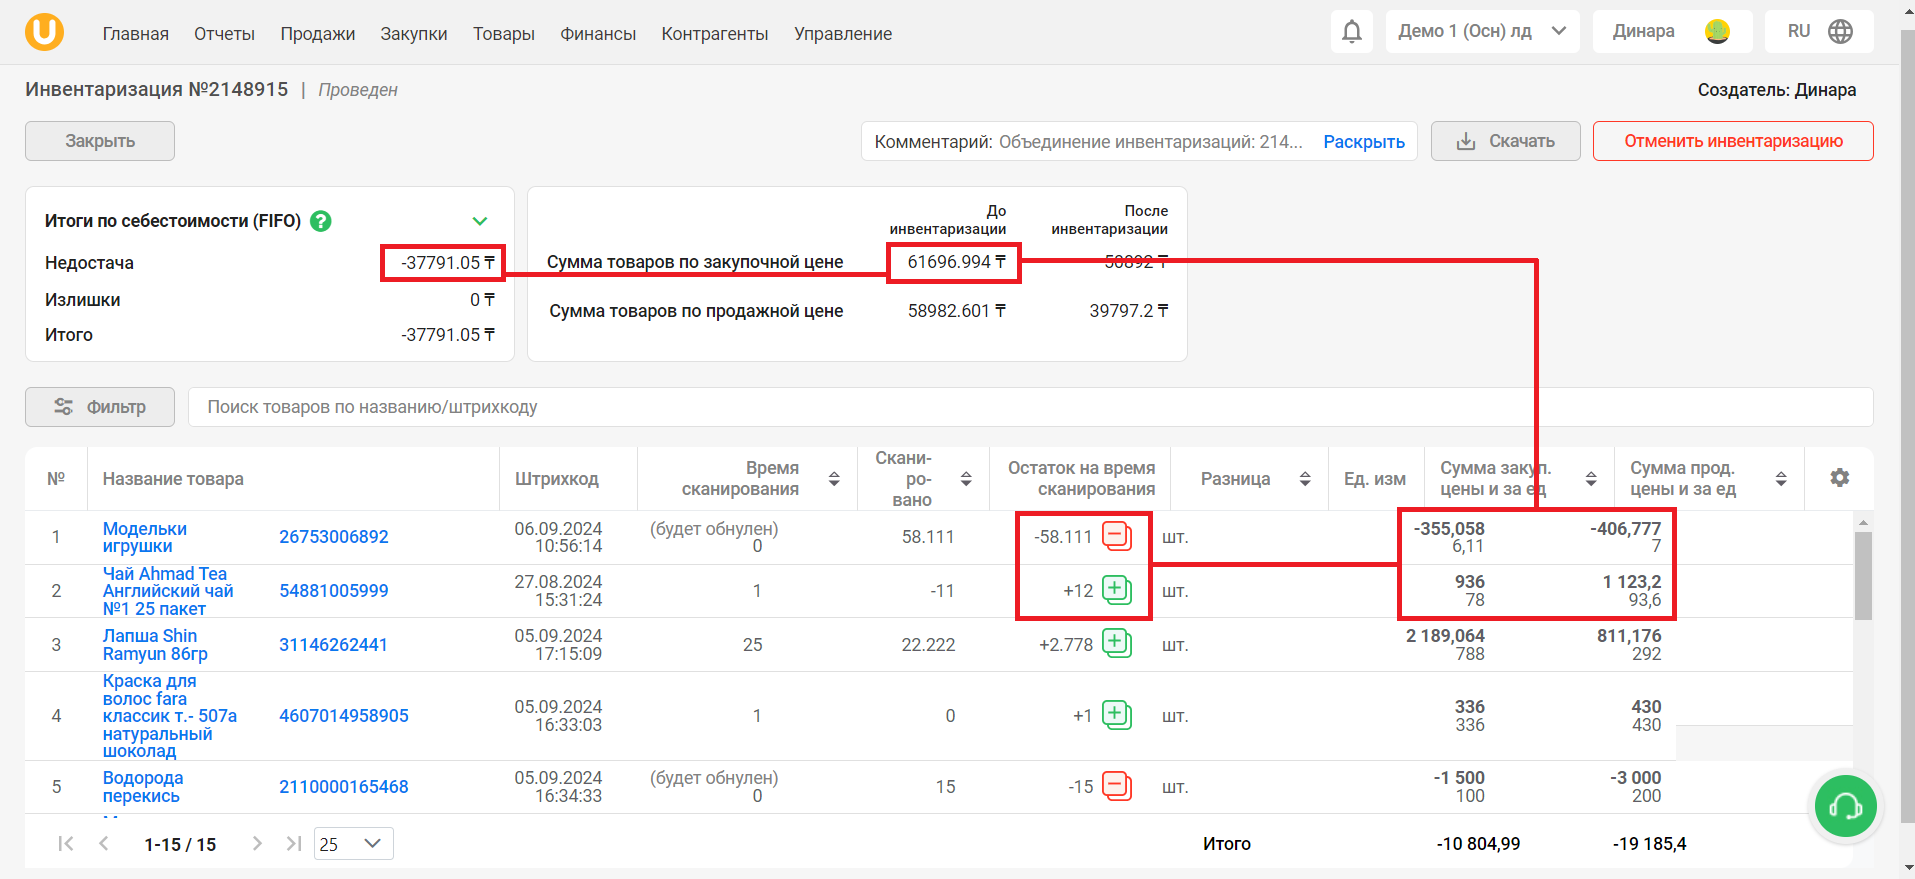 Главная Отчеты Продажи Закупки Товары Финансы Контрагенты Управление Демо 1 (Осн) лд Динара RU
Инвентаризация №2148915 | Проведен
Создатель: Динара
Закрыть
Комментарий: Объединение инвентаризаций: 214... Раскрыть
Скачать
Отменить инвентаризацию
Итоги по себестоимости (FIFO) ?
Недостача -37791.05 ₸
Излишки 0 ₸
Итого -37791.05 ₸
До инвентаризации
После инвентаризации
Сумма товаров по закупочной цене 61696.994 ₸ 50892 ₸
Сумма товаров по продажной цене 58982.601 ₸ 39797.2 ₸
Фильтр
Поиск товаров по названию/штрихкоду
№ Название товара Штрихкод Время сканирования Скани-ро-вано Остаток на время сканирования Разница Ед. изм Сумма закуп. цены и за ед Сумма прод. цены и за ед
1 Модельки игрушки 26753006892 06.09.2024 10:56:14 (будет обнулен) 0 58.111 -58.111 шт. -355,058 6,11 -406,777 7
2 Чай Ahmad Tea Английский чай №1 25 пакет 54881005999 27.08.2024 15:31:24 1 -11 +12 шт. 936 78 1 123,2 93,6
3 Лапша Shin Ramyun 86гр 31146262441 05.09.2024 17:15:09 25 22.222 +2.778 шт. 2 189,064 788 811,176 292
4 Краска для волос fara классик т.- 507а натуральный шоколад 4607014958905 05.09.2024 16:33:03 1 0 +1 шт. 336 336 430 430
5 Водорода перекись 2110000165468 05.09.2024 16:34:33 (будет обнулен) 0 15 -15 шт. -1 500 100 -3 000 200
1-15 / 15 25 Итого -10 804,99 -19 185,4